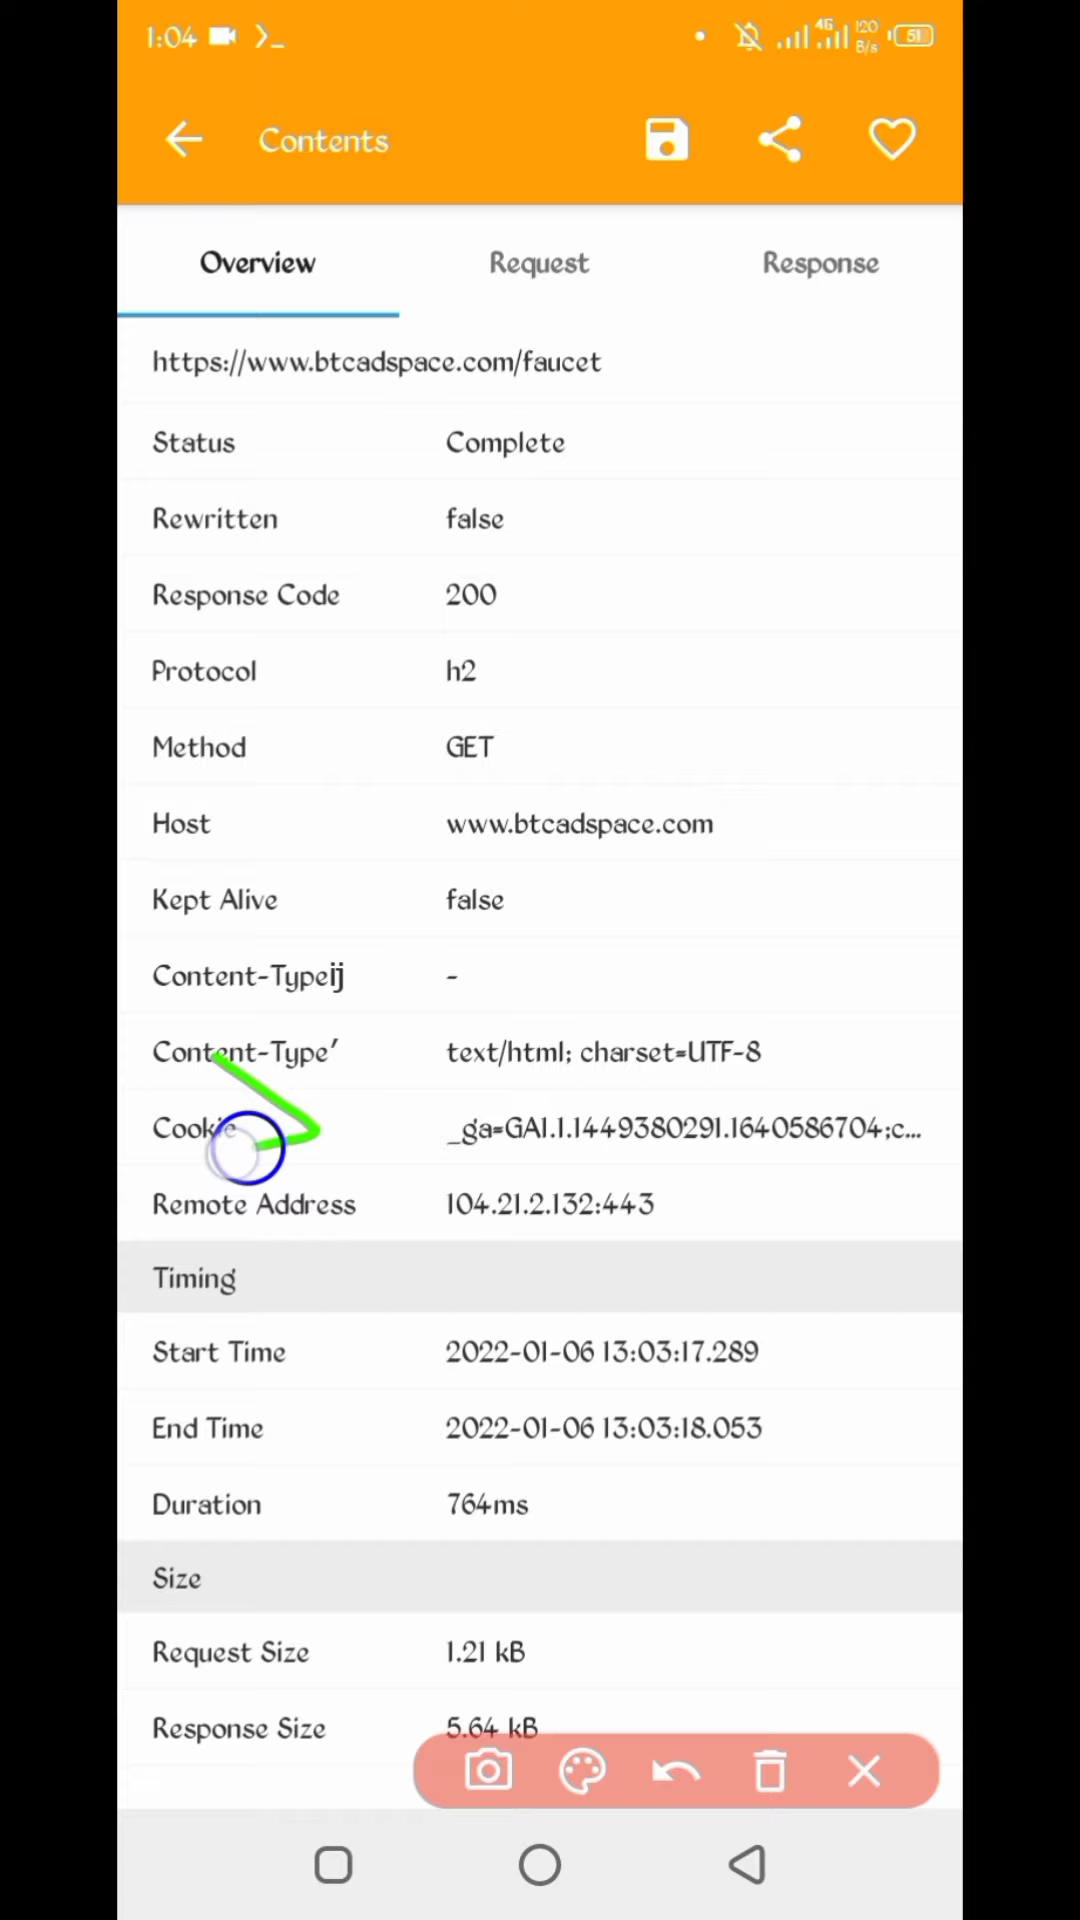 1:04
4G
120
B/s
51
Contents
Overview
Request
Response
https://www.btcadspace.com/faucet
Status Complete
Rewritten false
Response Code 200
Protocol h2
Method GET
Host www.btcadspace.com
Kept Alive false
Content-Typeij -
Content-Type′ text/html; charset=UTF-8
Cookie _ga=GA1.1.1449380291.1640586704;c...
Remote Address 104.21.2.132:443
Timing
Start Time 2022-01-06 13:03:17.289
End Time 2022-01-06 13:03:18.053
Duration 764ms
Size
Request Size 1.21 kB
Response Size 5.64 kB